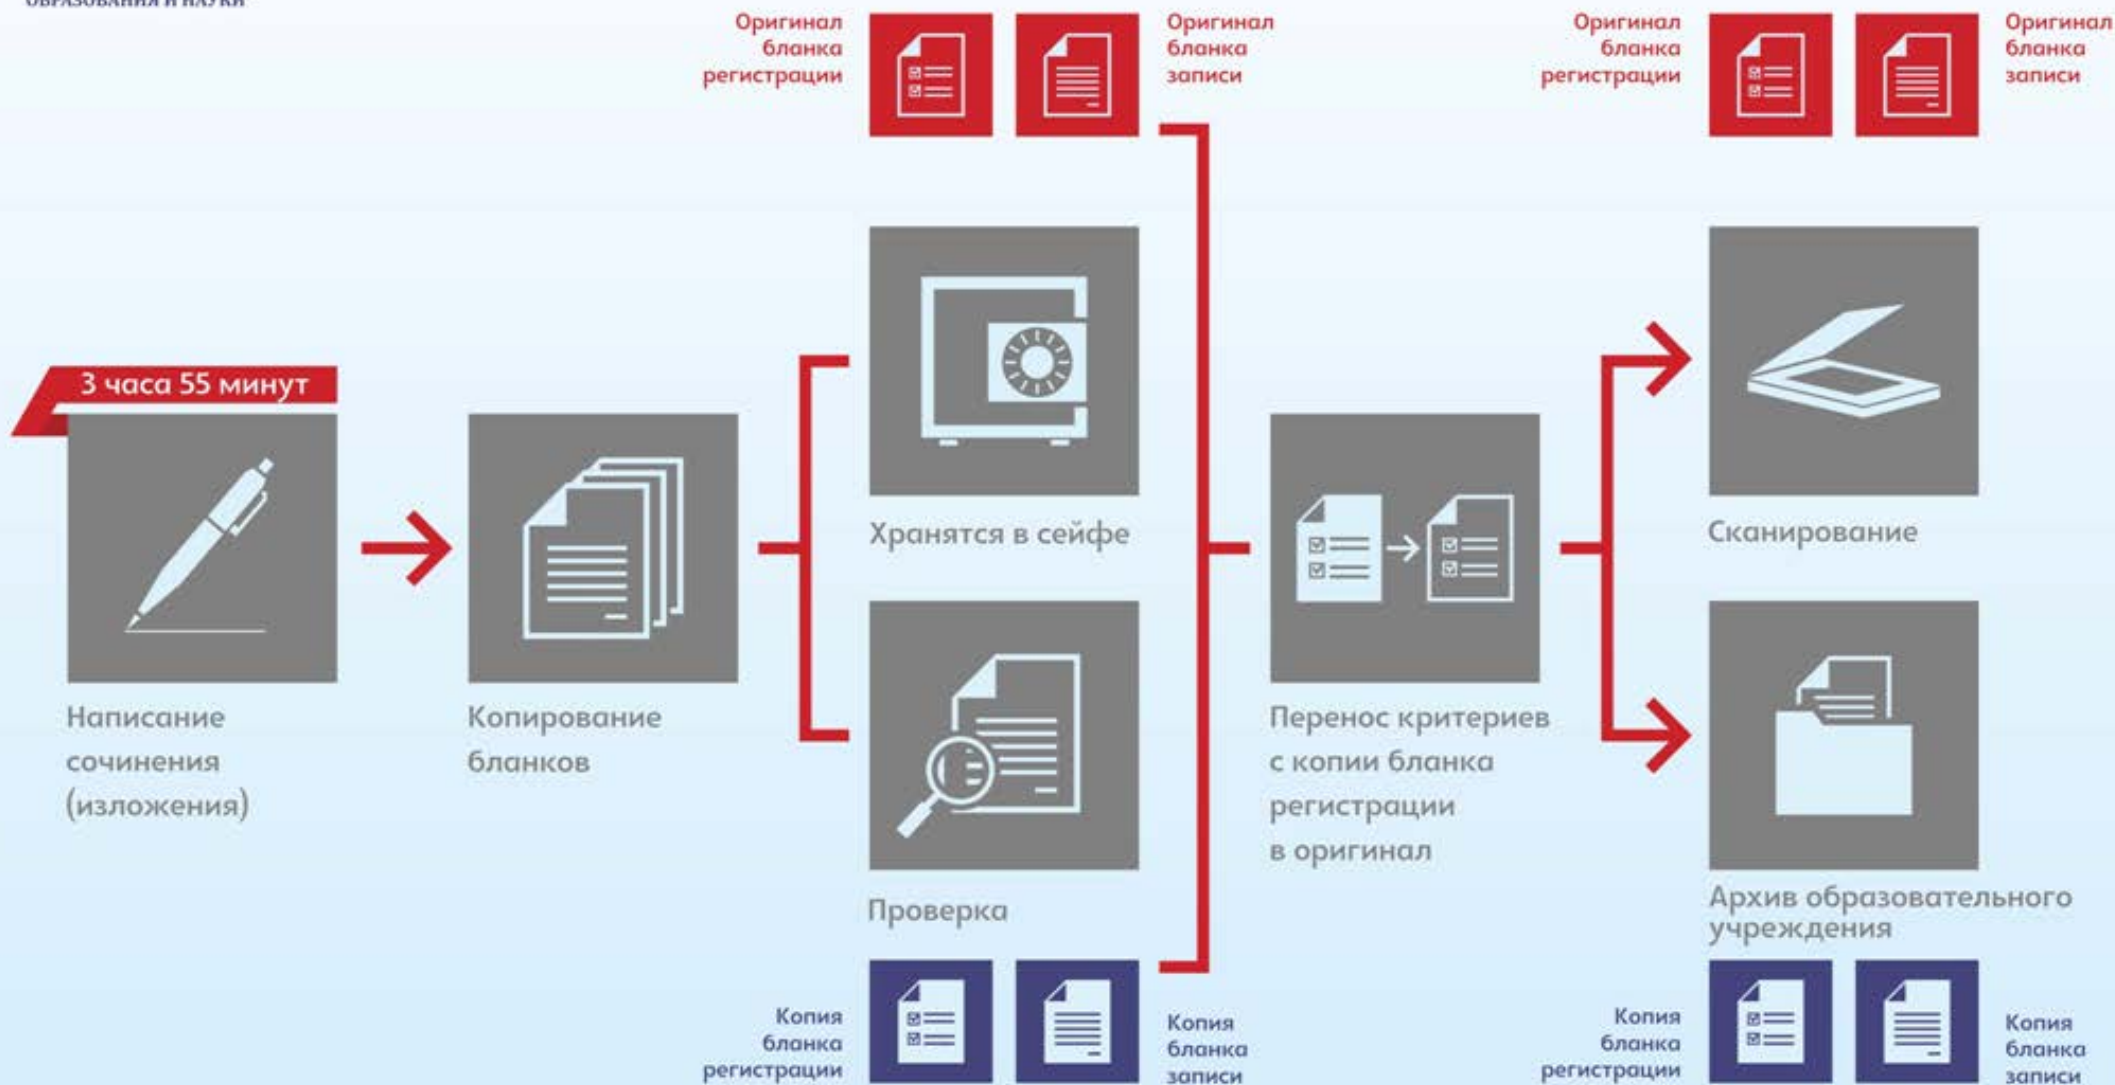 ОБРАЗОВАНИЯ И НАУКИ
Оригинал
бланка
регистрации
Оригинал
бланка
записи
Оригинал
бланка
регистрации
Оригинал
бланка
записи
3 часа 55 минут
Написание
сочинения
(изложения)
Копирование
бланков
Хранятся в сейфе
Проверка
Перенос критериев
с копии бланка
регистрации
в оригинал
Сканирование
Архив образовательного
учреждения
Копия
бланка
регистрации
Копия
бланка
записи
Копия
бланка
регистрации
Копия
бланка
записи